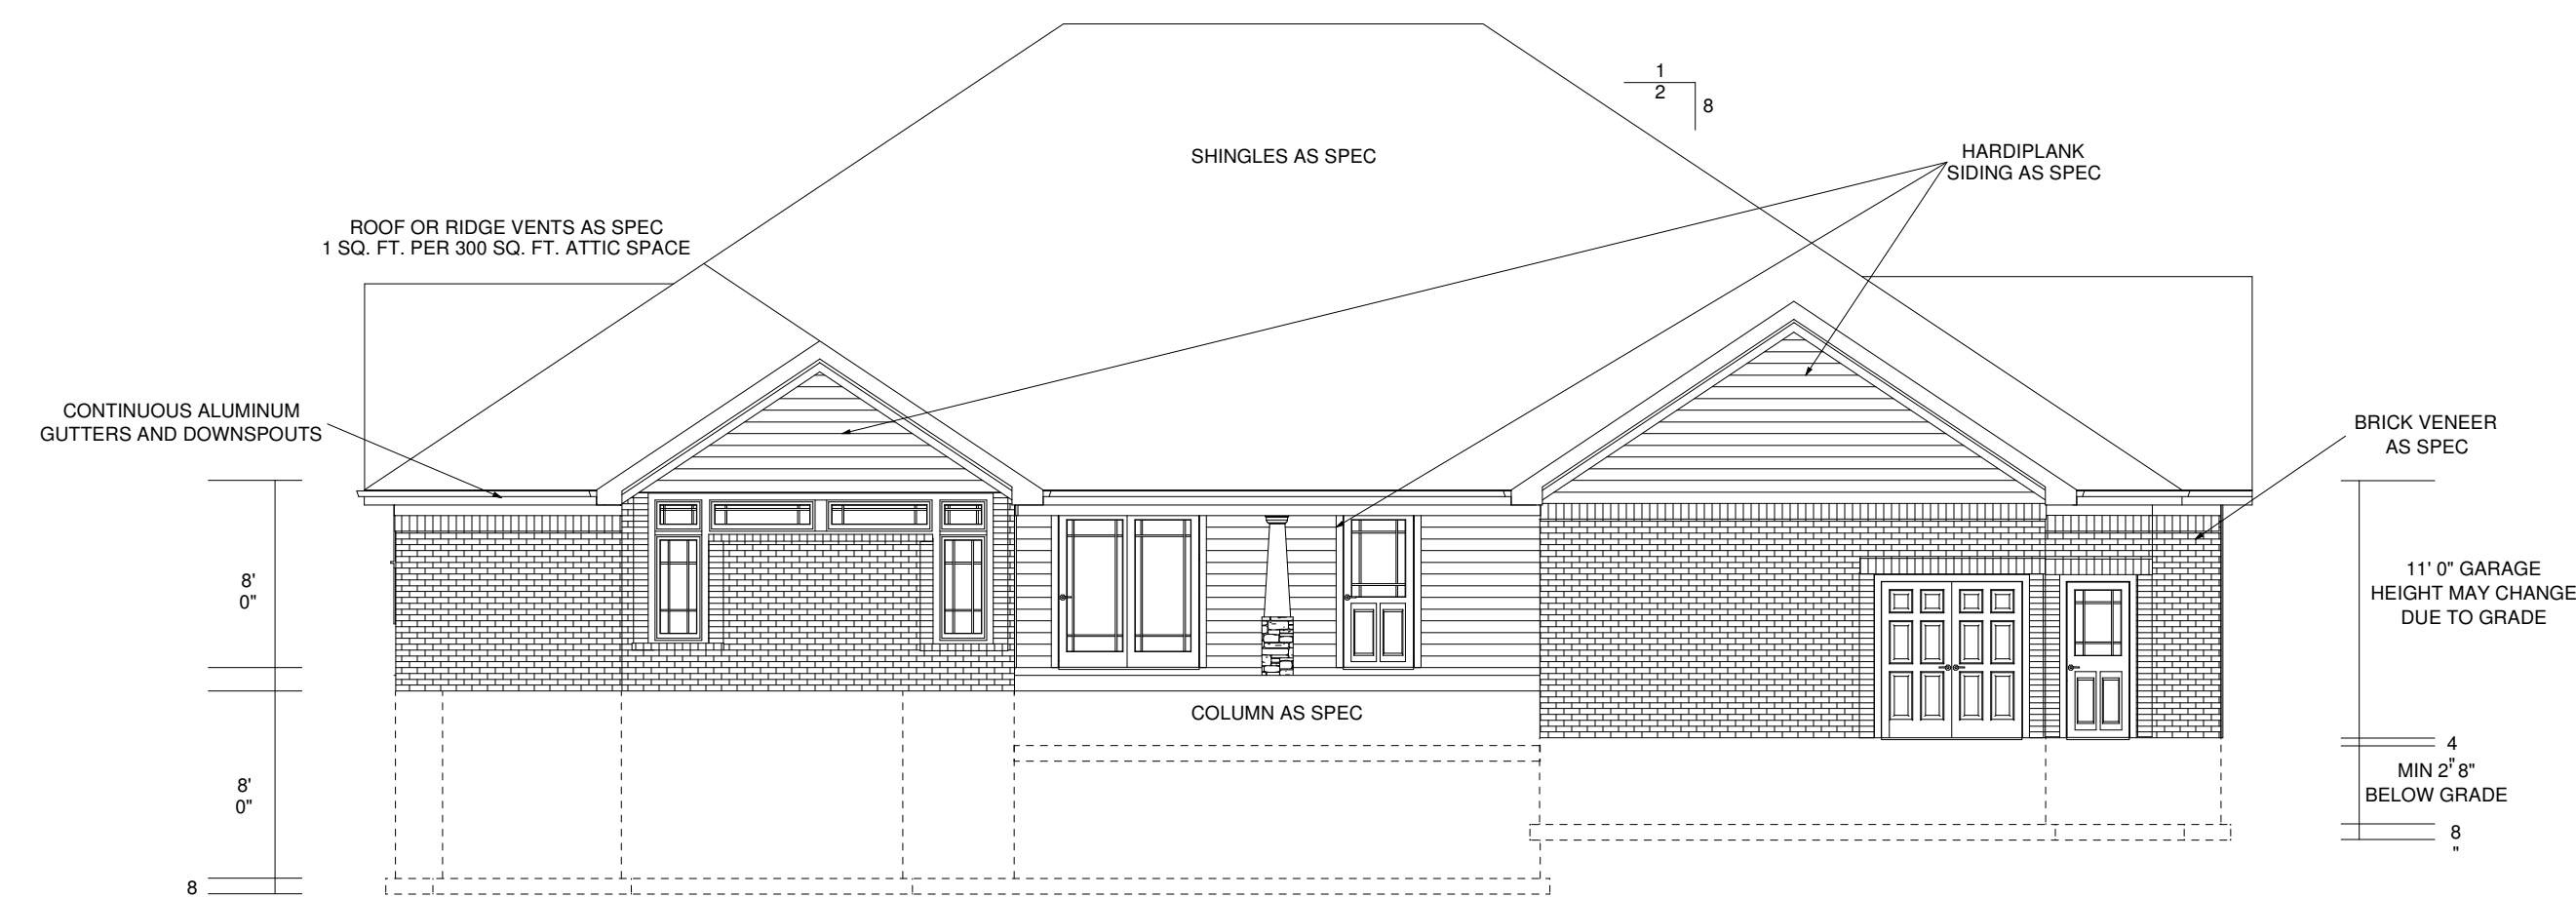 1
2
8
SHINGLES AS SPEC
HARDIPLANK
SIDING AS SPEC
ROOF OR RIDGE VENTS AS SPEC
1 SQ. FT. PER 300 SQ. FT. ATTIC SPACE
CONTINUOUS ALUMINUM
GUTTERS AND DOWNSPOUTS
BRICK VENEER
AS SPEC
8'
0"
11' 0" GARAGE
HEIGHT MAY CHANGE
DUE TO GRADE
COLUMN AS SPEC
4
"
MIN 2' 8"
BELOW GRADE
8'
0"
8
"
8